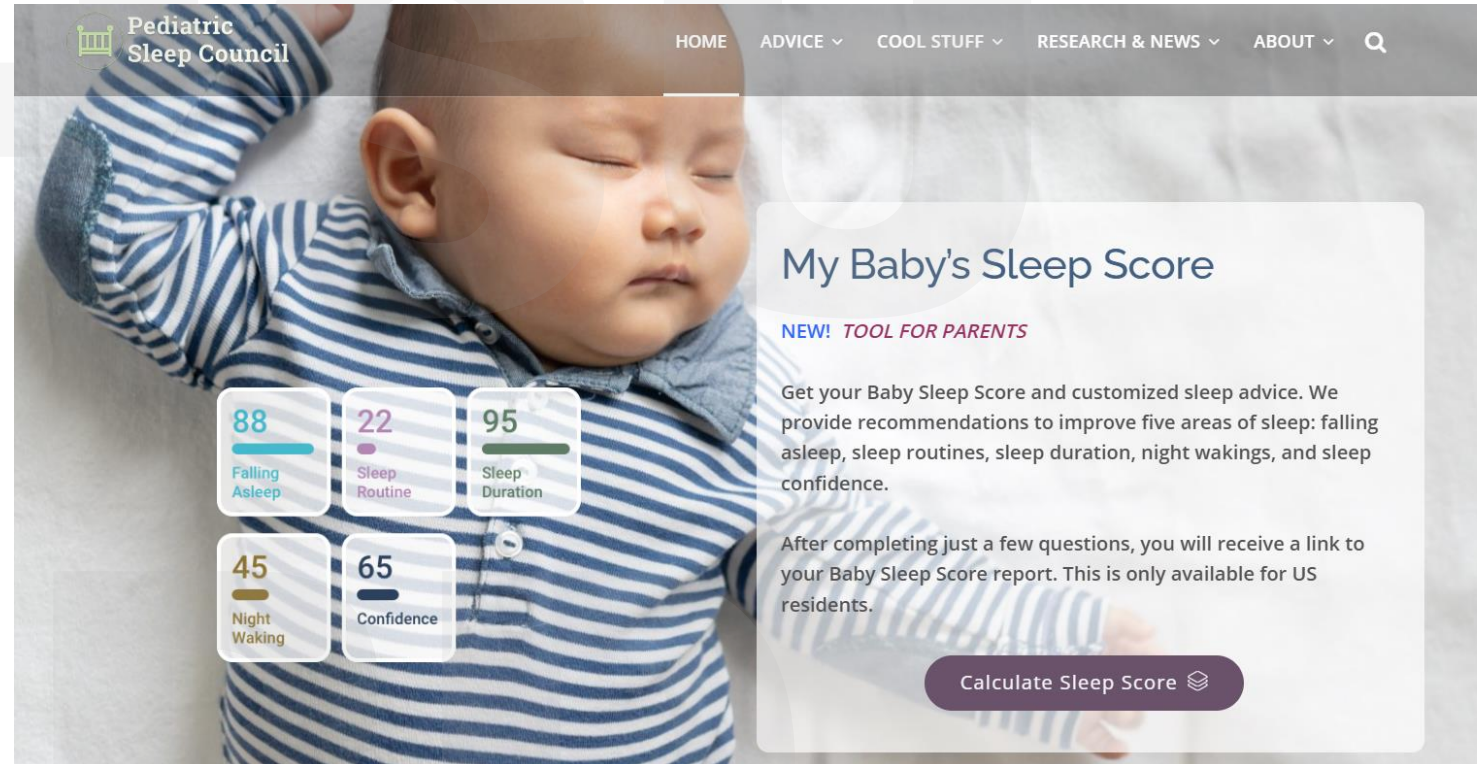 Pediatric
Sleep Council
HOME ADVICE COOL STUFF RESEARCH & NEWS ABOUT
My Baby's Sleep Score
NEW! TOOL FOR PARENTS
Get your Baby Sleep Score and customized sleep advice. We
provide recommendations to improve five areas of sleep: falling
asleep, sleep routines, sleep duration, night wakings, and sleep
confidence.
After completing just a few questions, you will receive a link to
your Baby Sleep Score report. This is only available for US
residents.
Calculate Sleep Score
88
Falling
Asleep
22
Sleep
Routine
95
Sleep
Duration
45
Night
Waking
65
Confidence